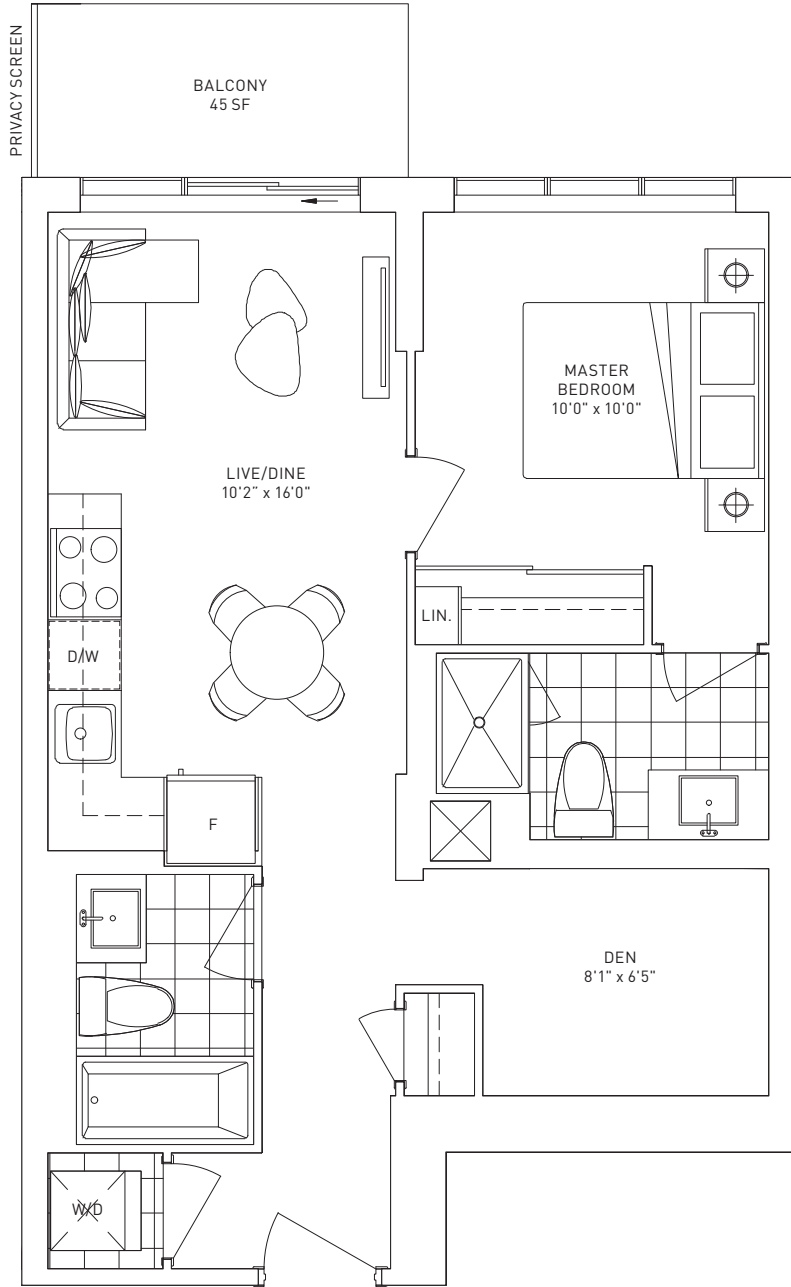 PRIVACY SCREEN
BALCONY
45 SF
MASTER
BEDROOM
10'0" x 10'0"
LIVE/DINE
10'2” x 16'0"
LIN.
D/W
F
DEN
8'1" x 6'5"
W/D